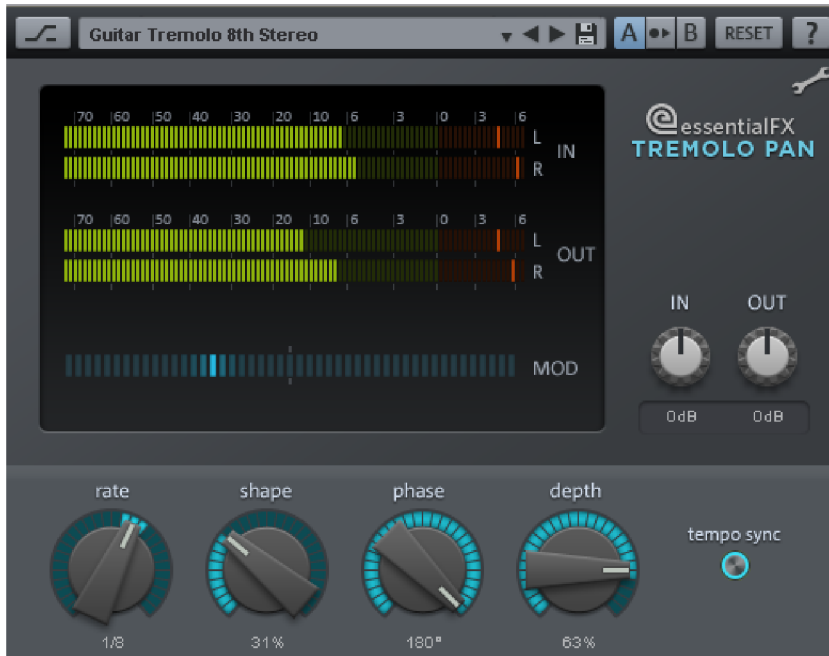 Guitar Tremolo 8th Stereo A B RESET ?
essentialFX
TREMOLO PAN
70 60 50 40 30 20 10 6 3 0 3 6
L
IN
R
70 60 50 40 30 20 10 6 3 0 3 6
L
OUT
R
MOD
IN OUT
0dB 0dB
rate shape phase depth
tempo sync
1/8 31% 180° 63%